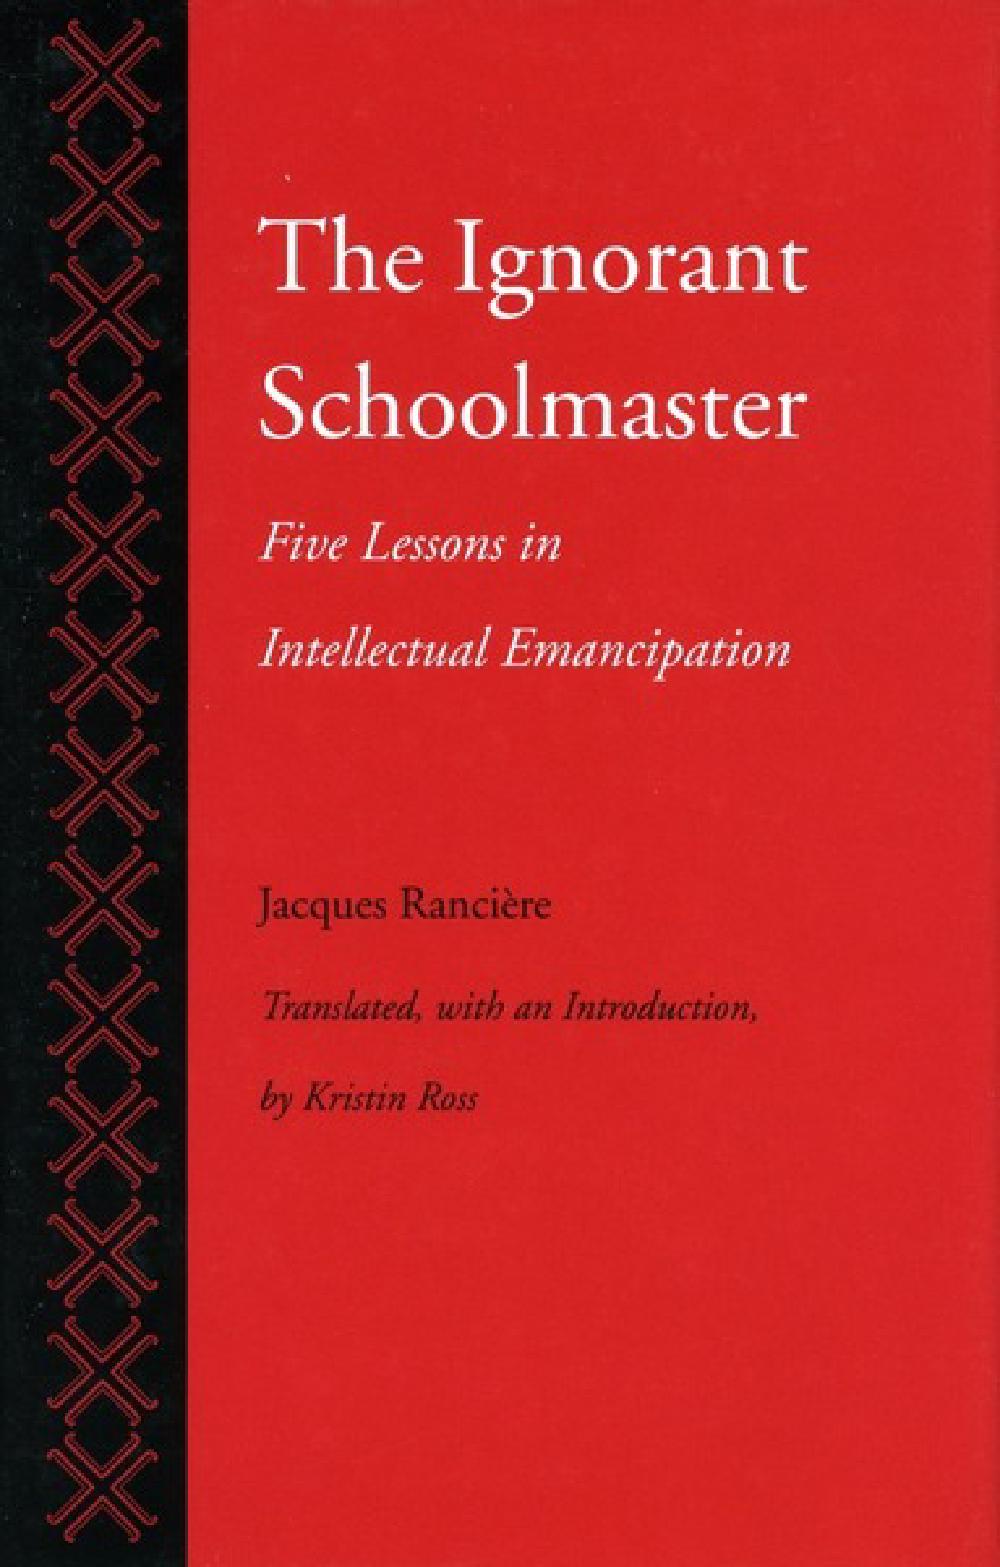 The Ignorant
Schoolmaster
Five Lessons in
Intellectual Emancipation
Jacques Rancière
Translated, with an Introduction,
by Kristin Ross